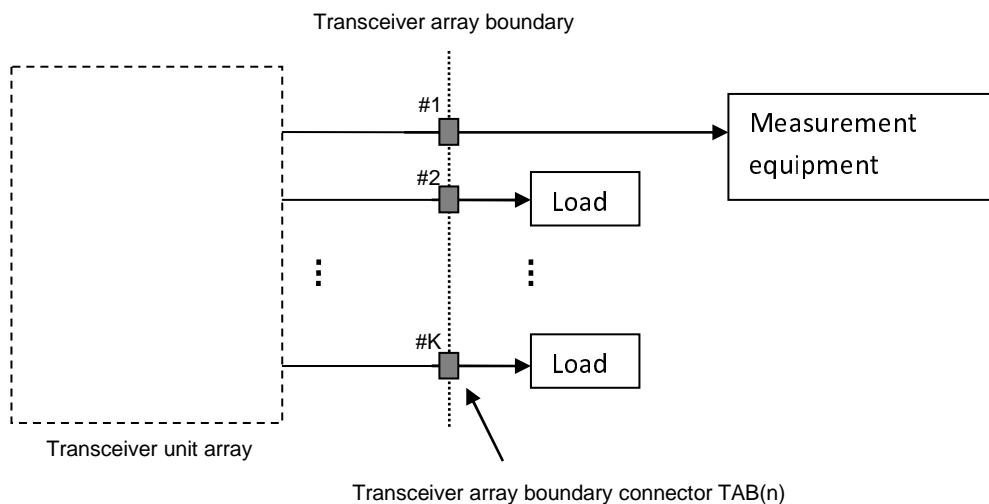 Transceiver array boundary
#1
Measurement
equipment
#2
Load
#K
Load
Transceiver unit array
Transceiver array boundary connector TAB(n)